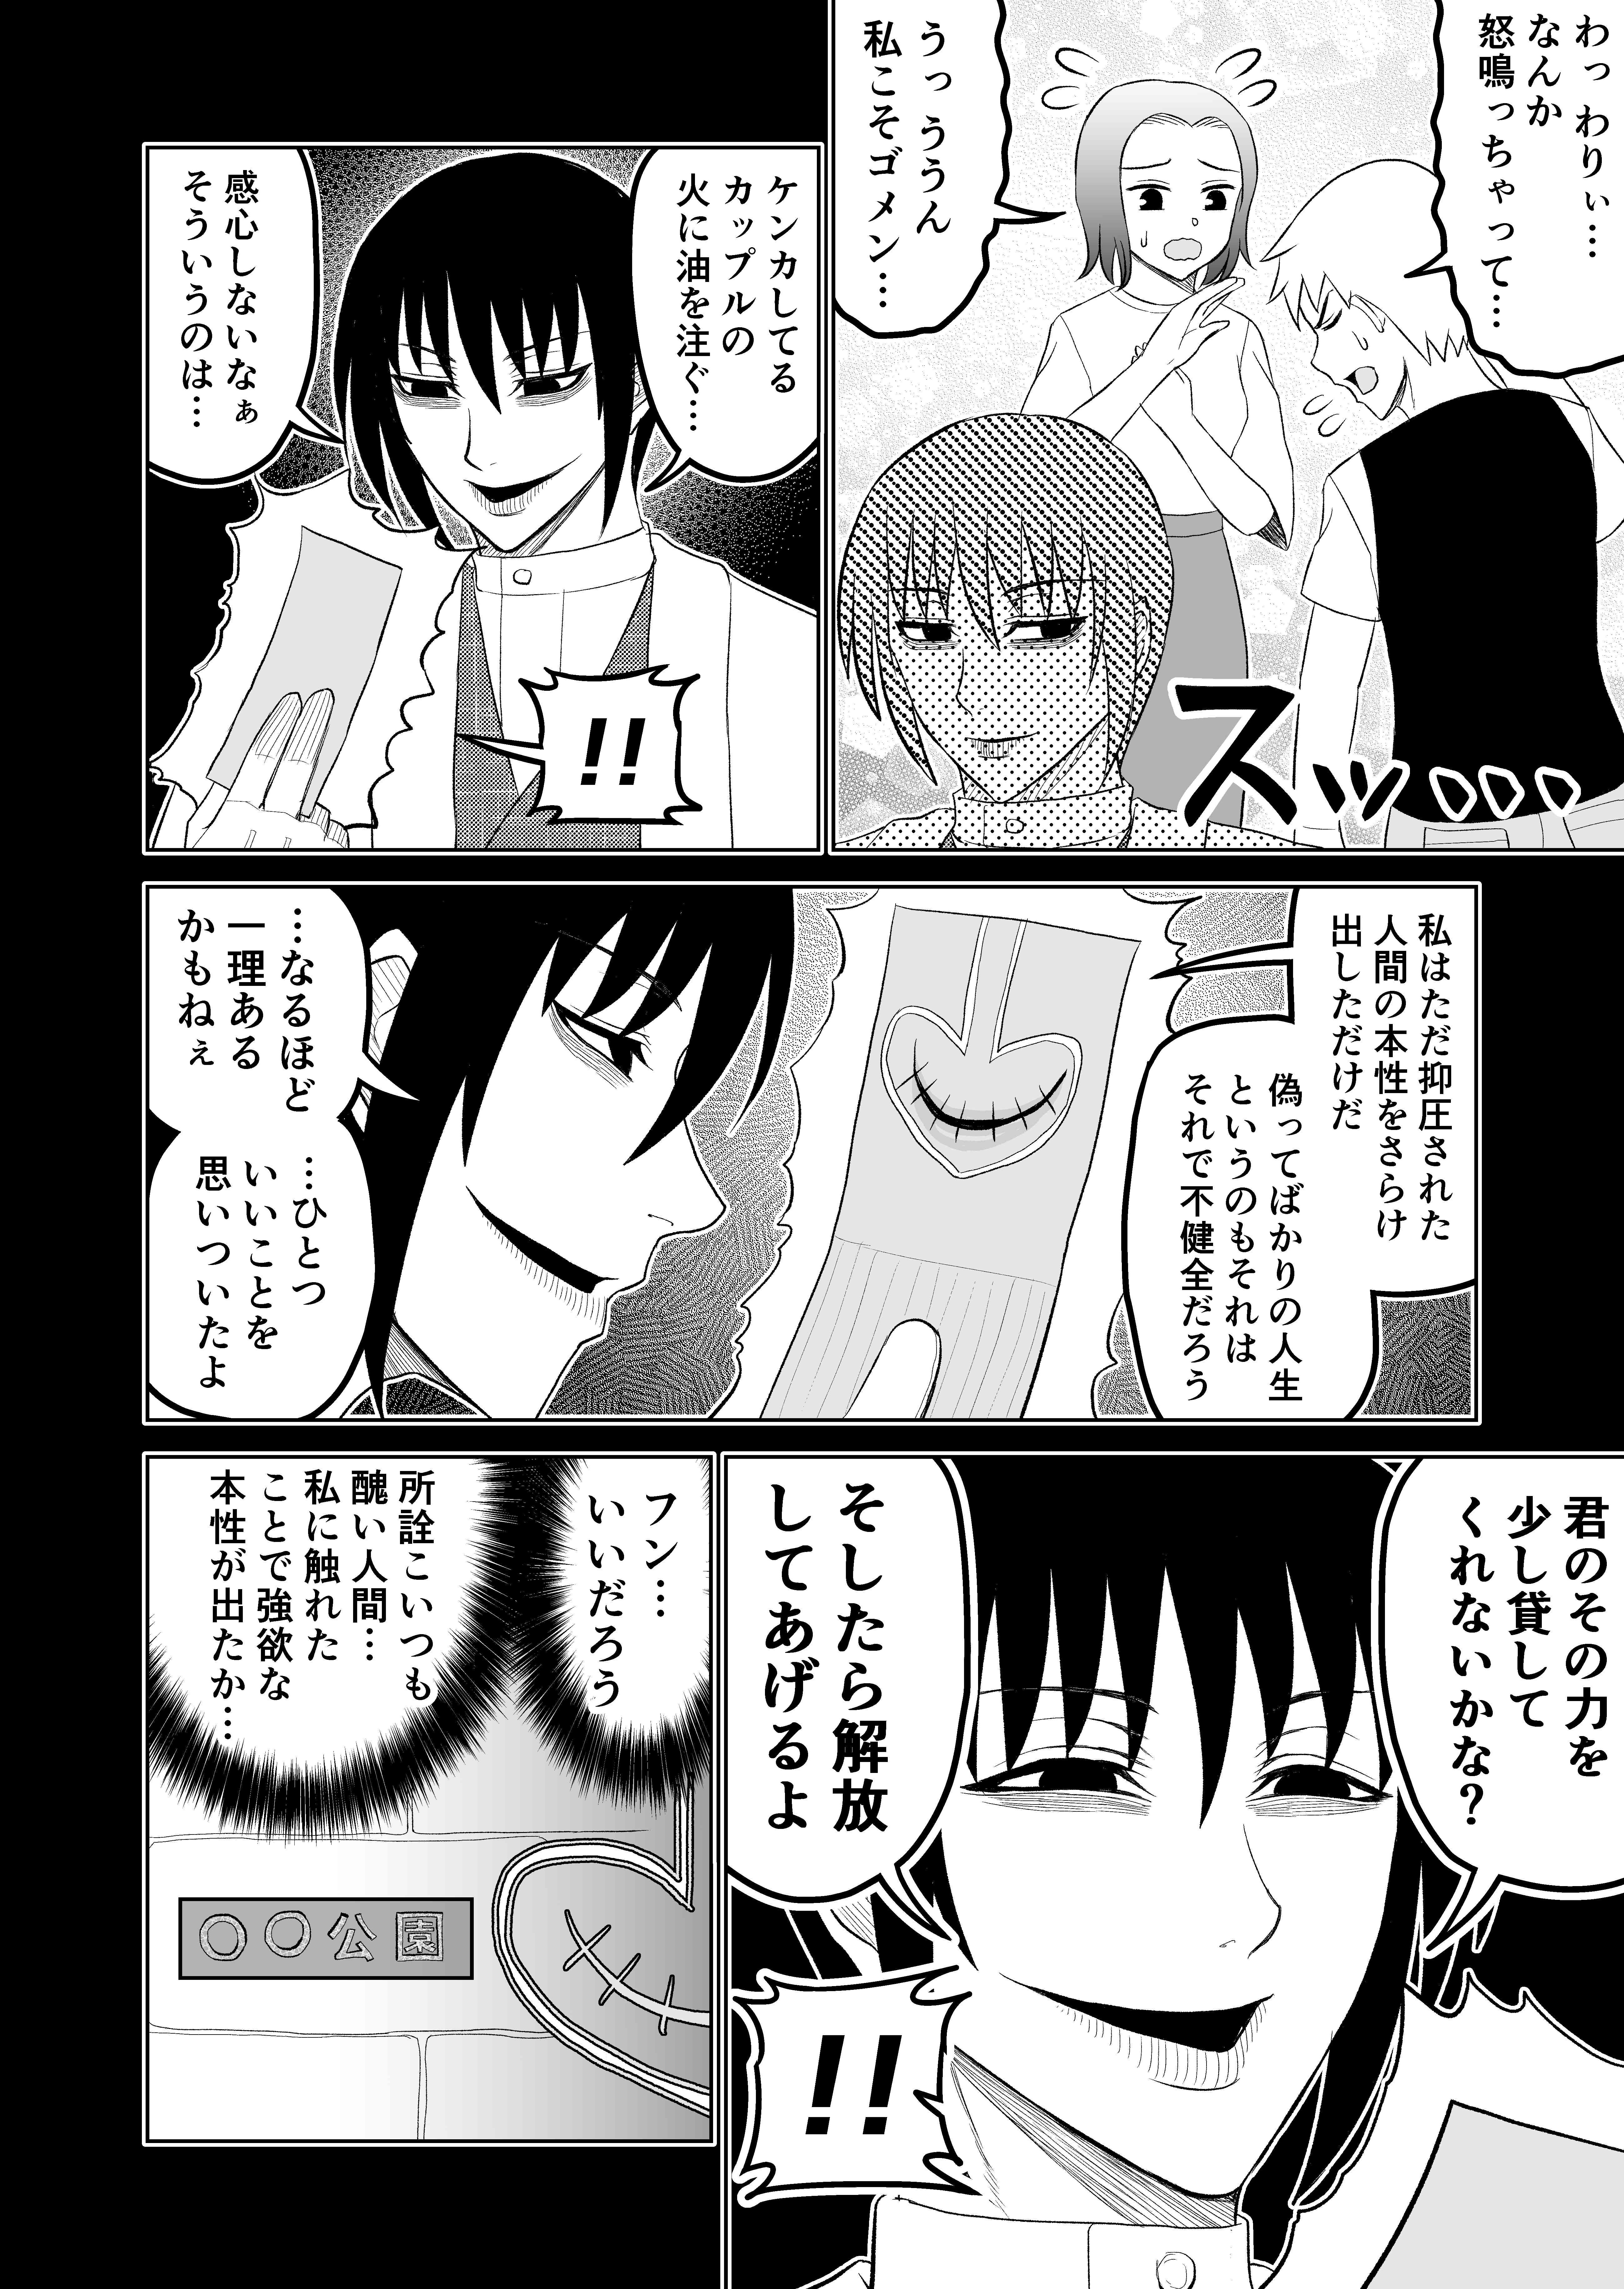 わっ わりぃ…
なんか
怒鳴っちゃって…
うっ ううん
私こそゴメン…
スッ…
ケンカしてる
カップルの
火に油を注ぐ…
感心しないなぁ
そういうのは…
!!
私はただ抑圧された
人間の本性をさらけ
出しただけだ
偽ってばかりの人生
というのもそれは
それで不健全だろう
…なるほど
一理ある
かもねぇ
…ひとつ
いいことを
思いついたよ
君のその力を
少し貸して
くれないかな?
そしたら解放
してあげるよ
!!
フン…
いいだろう
所詮こいつも
醜い人間…
私に触れた
ことで強欲な
本性が出たか…
〇〇公園